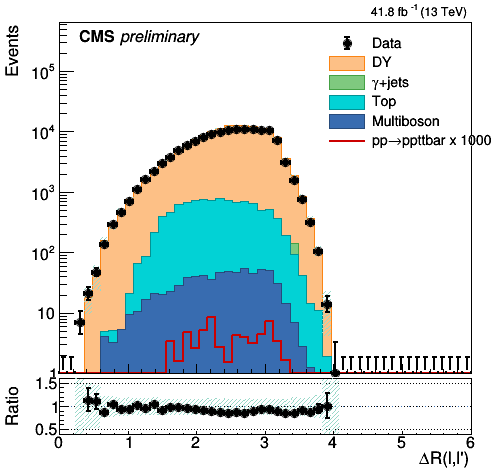 41.8 fb⁻¹ (13 TeV)
CMS preliminary
Events
Data
DY
γ+jets
Top
Multiboson
pp→ppttbar x 1000
10⁵
10⁴
10³
10²
10
1
Ratio
1.5
1
0.5
0 1 2 3 4 5 6
ΔR(l,l')